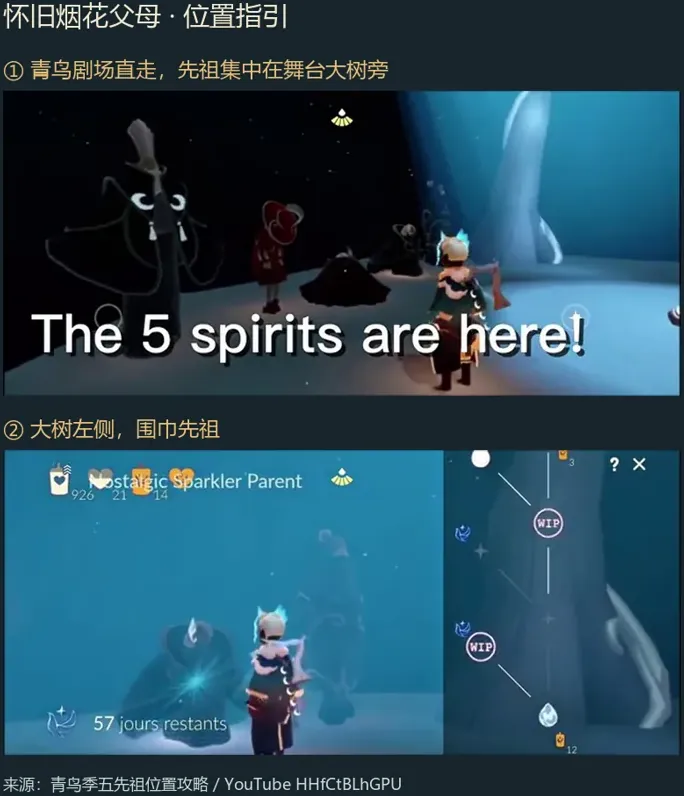 怀旧烟花父母 · 位置指引
① 青鸟剧场直走，先祖集中在舞台大树旁
The 5 spirits are here!
② 大树左侧，围巾先祖
Nostalgic Sparkler Parent
926 21 14
3
? ×
WIP
WIP
57 jours restants
12
来源：青鸟季五先祖位置攻略 / YouTube HHfCtBLhGPU